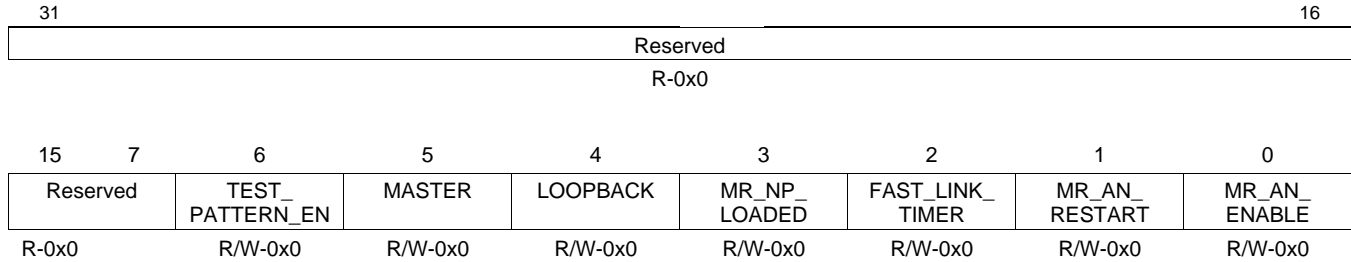 31 16
Reserved
R-0x0
15 7 6 5 4 3 2 1 0
Reserved TEST_ MASTER LOOPBACK MR_NP_ FAST_LINK_ MR_AN_ MR_AN_
PATTERN_EN LOADED TIMER RESTART ENABLE
R-0x0 R/W-0x0 R/W-0x0 R/W-0x0 R/W-0x0 R/W-0x0 R/W-0x0 R/W-0x0